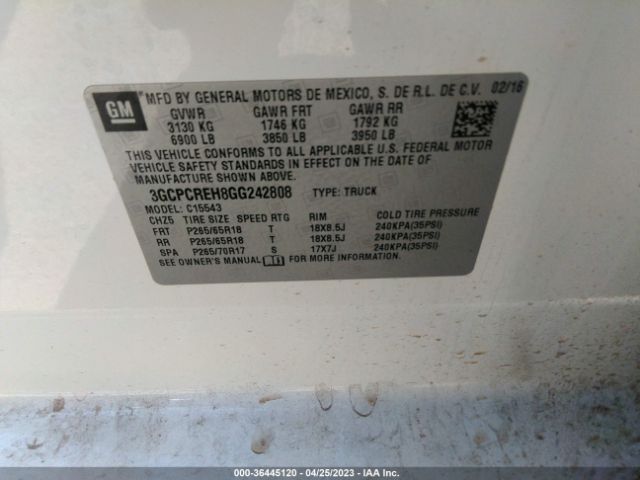 GM
*MFD BY GENERAL MOTORS DE MEXICO, S. DE R.L. DE C.V. 02/16
GVWR GAWR FRT GAWR RR
3130 KG 1746 KG 1792 KG
6900 LB 3850 LB 3950 LB
THIS VEHICLE CONFORMS TO ALL APPLICABLE U.S. FEDERAL MOTOR
VEHICLE SAFETY STANDARDS IN EFFECT ON THE DATE OF
MANUFACTURE SHOWN ABOVE.
3GCPCREH8GG242808 TYPE: TRUCK
MODEL: C15543
CHZ5 TIRE SIZE SPEED RTG RIM COLD TIRE PRESSURE
FRT P265/65R18 T 18X8.5J 240KPA(35PSI)
RR P265/65R18 T 18X8.5J 240KPA(35PSI)
SPA P265/70R17 S 17X7J 240KPA(35PSI)
SEE OWNER'S MANUAL FOR MORE INFORMATION.
000-36445120 - 04/25/2023 - IAA Inc.